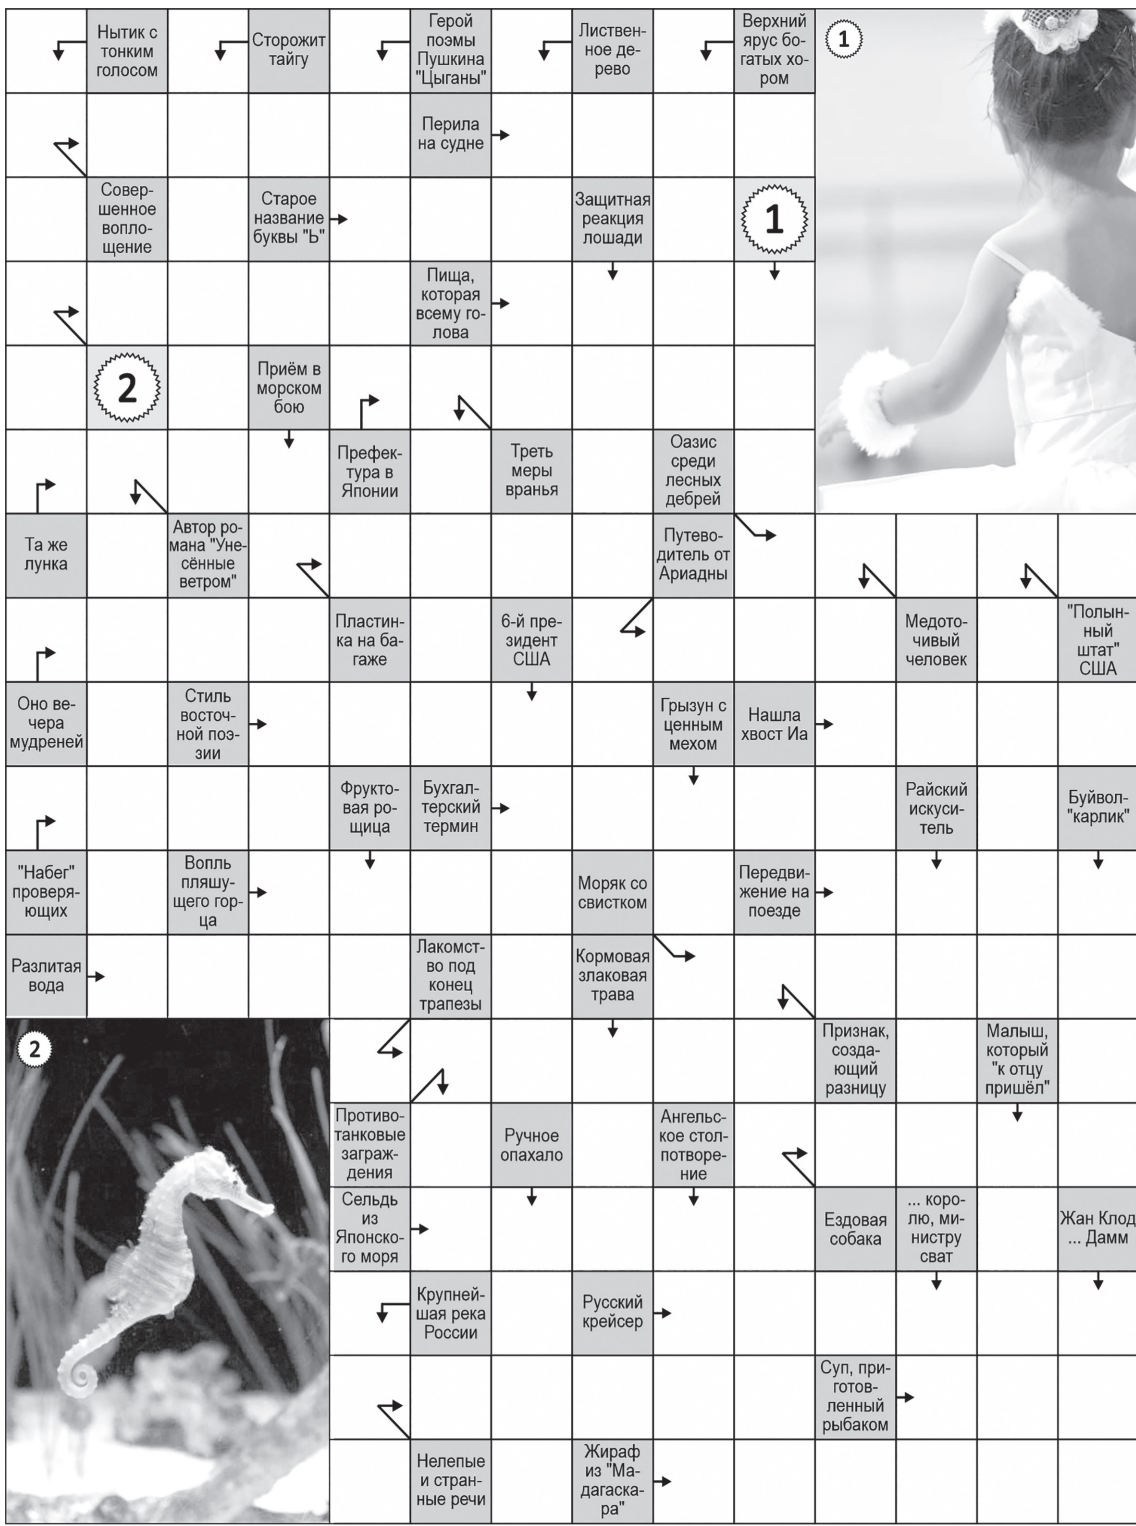 Нытик с
тонким
голосом
Сторожит
тайгу
Герой
поэмы
Пушкина
"Цыганы"
Листвен-
ное де-
рево
Верхний
ярус бо-
гатых хо-
ром
1
Перила
на судне
Совер-
шенное
вопло-
щение
Старое
название
буквы "Ь"
Защитная
реакция
лошади
1
Пища,
которая
всему го-
лова
2
Приём в
морском
бою
Префек-
тура в
Японии
Треть
меры
вранья
Оазис
среди
лесных
дебрей
Та же
лунка
Автор ро-
мана "Уне-
сённые
ветром"
Путево-
дитель от
Ариадны
Пластин-
ка на ба-
гаже
6-й пре-
зидент
США
Медото-
чивый
человек
"Полын-
ный
штат"
США
Оно ве-
чера
мудреней
Стиль
восточ-
ной поэ-
зии
Грызун с
ценным
мехом
Нашла
хвост Иа
Фрукто-
вая ро-
щица
Бухгал-
терский
термин
Райский
искуси-
тель
Буйвол-
"карлик"
"Набег"
проверя-
ющих
Вопль
пляшу-
щего гор-
ца
Моряк со
свистком
Передви-
жение на
поезде
Разлитая
вода
Лакомст-
во под
конец
трапезы
Кормовая
злаковая
трава
2
Признак,
созда-
ющий
разницу
Малыш,
который
"к отцу
пришёл"
Противо-
танковые
заграж-
дения
Ручное
опахало
Ангельс-
кое стол-
потворе-
ние
Сельдь
из
Японско-
го моря
Ездовая
собака
... коро-
лю, ми-
нистру
сват
Жан Клод
... Дамм
Крупней-
шая река
России
Русский
крейсер
Суп, при-
готов-
ленный
рыбаком
Нелепые
и стран-
ные речи
Жираф
из "Ма-
дагаска-
ра"